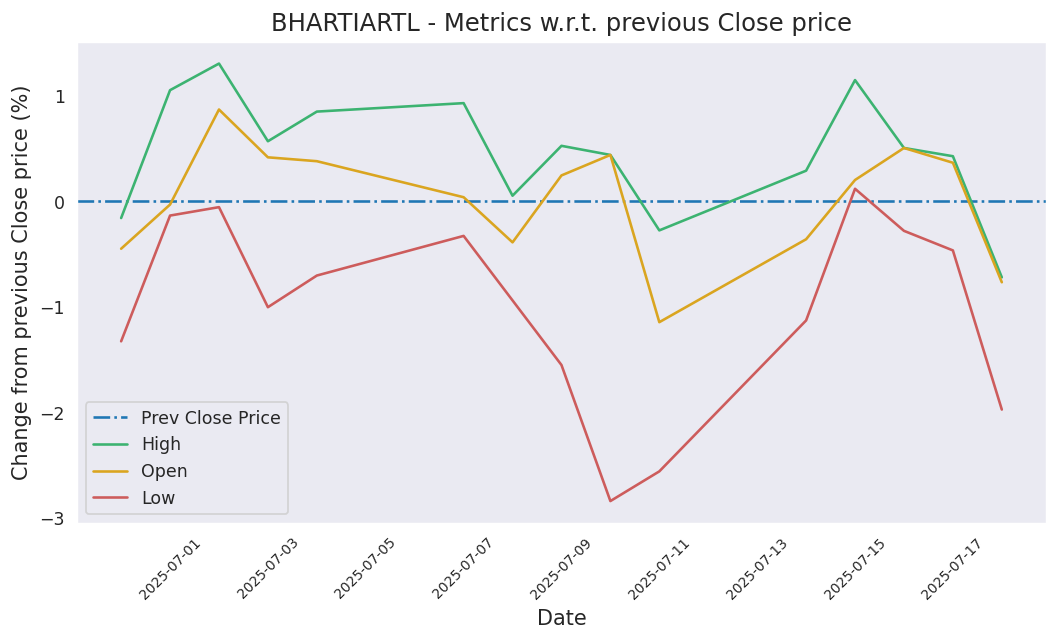 BHARTIARTL - Metrics w.r.t. previous Close price
Change from previous Close price (%)
1
0
−1
−2
−3
Prev Close Price
High
Open
Low
2025-07-01
2025-07-03
2025-07-05
2025-07-07
2025-07-09
2025-07-11
2025-07-13
2025-07-15
2025-07-17
Date